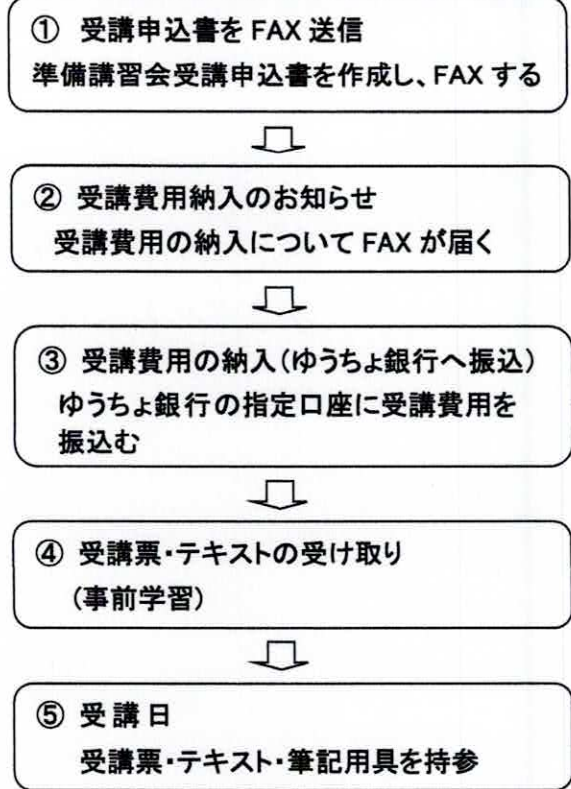 ① 受講申込書を FAX 送信
準備講習会受講申込書を作成し、FAX する
② 受講費用納入のお知らせ
受講費用の納入について FAX が届く
③ 受講費用の納入(ゆうちょ銀行へ振込)
ゆうちょ銀行の指定口座に受講費用を
振込む
④ 受講票・テキストの受け取り
(事前学習)
⑤ 受 講 日
受講票・テキスト・筆記用具を持参